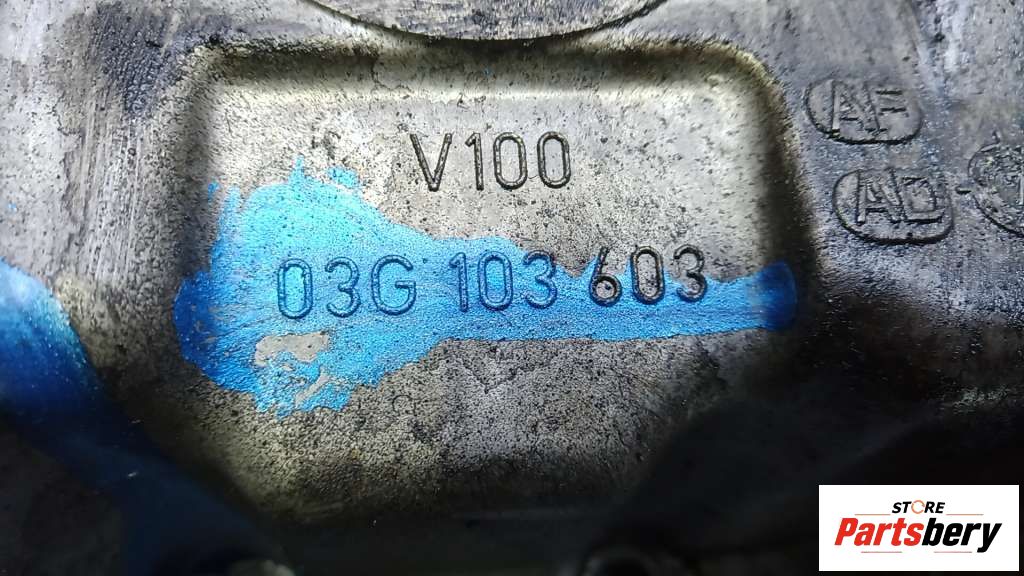 V100
03G 103 603
AF
AD
STORE
Partsbery